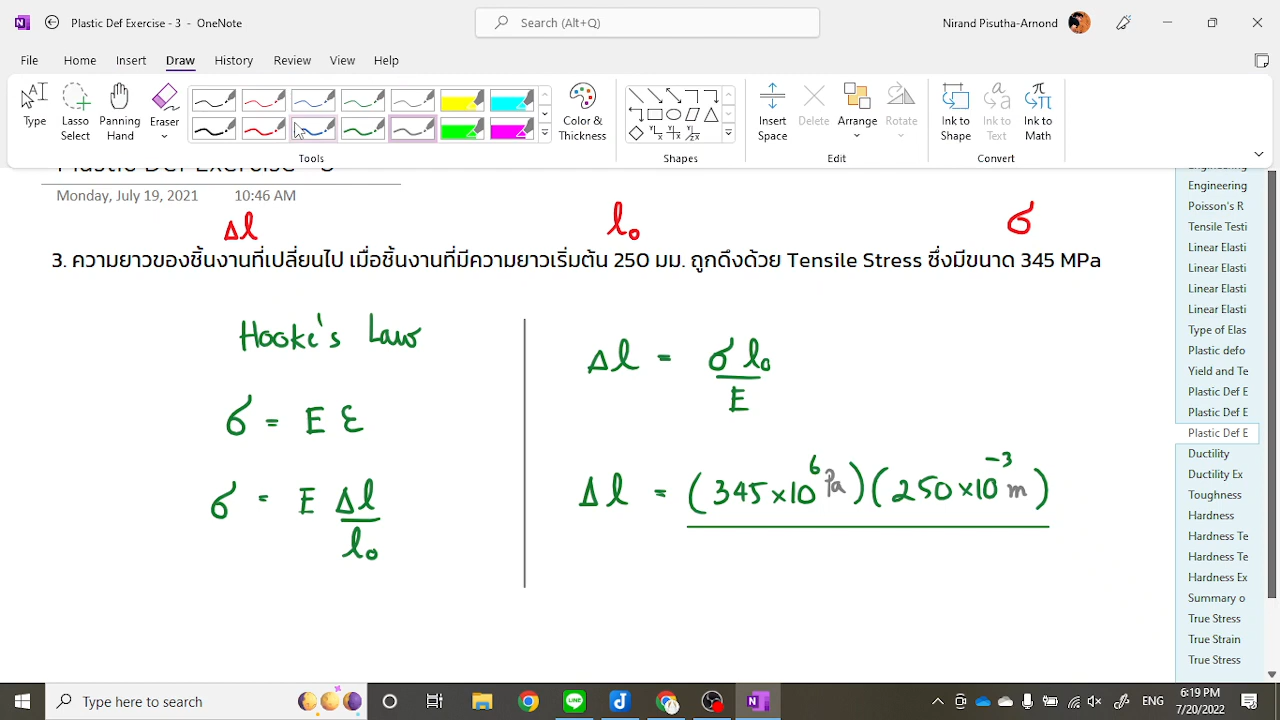 Plastic Def Exercise - 3 - OneNote
Search (Alt+Q)
Nirand Pisutha-Arnond
File Home Insert Draw History Review View Help
Type
Lasso Select
Panning Hand
Eraser
Color & Thickness
Insert Space
Delete
Arrange
Rotate
Ink to Shape
Ink to Text
Ink to Math
Tools Shapes Edit Convert
Plastic Def Exercise - 3
Monday, July 19, 2021 10:46 AM
Δl l₀ σ
3. ความยาวของชิ้นงานที่เปลี่ยนไป เมื่อชิ้นงานที่มีความยาวเริ่มต้น 250 มม. ถูกดึงด้วย Tensile Stress ซึ่งมีขนาด 345 MPa
Hooke's Law
σ = E ε
σ = E Δl / l₀
Δl = σ l₀ / E
Δl = (345×10⁶ Pa)(250×10⁻³ m)
Engineering
Poisson's R
Tensile Testi
Linear Elasti
Linear Elasti
Linear Elasti
Linear Elasti
Type of Elas
Plastic defo
Yield and Te
Plastic Def E
Plastic Def E
Plastic Def E
Ductility
Ductility Ex
Toughness
Hardness
Hardness Te
Hardness Te
Hardness Ex
Summary o
True Stress
True Strain
True Stress
Type here to search
ENG
6:19 PM
7/20/2022